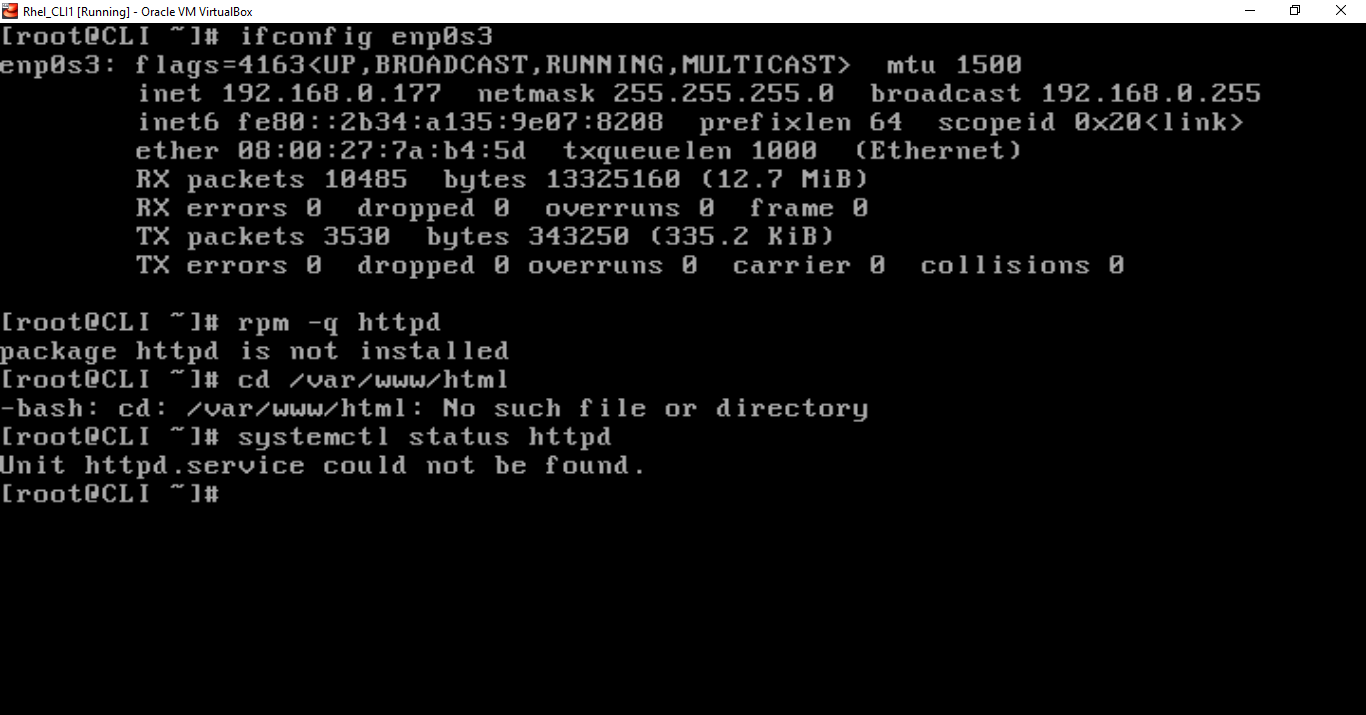 Rhel_CLI1 [Running] - Oracle VM VirtualBox
[root@CLI ~]# ifconfig enp0s3
enp0s3: flags=4163<UP,BROADCAST,RUNNING,MULTICAST>  mtu 1500
        inet 192.168.0.177  netmask 255.255.255.0  broadcast 192.168.0.255
        inet6 fe80::2b34:a135:9e07:8208  prefixlen 64  scopeid 0x20<link>
        ether 08:00:27:7a:b4:5d  txqueuelen 1000  (Ethernet)
        RX packets 10485  bytes 13325160 (12.7 MiB)
        RX errors 0  dropped 0  overruns 0  frame 0
        TX packets 3530  bytes 343250 (335.2 KiB)
        TX errors 0  dropped 0 overruns 0  carrier 0  collisions 0
[root@CLI ~]# rpm -q httpd
package httpd is not installed
[root@CLI ~]# cd /var/www/html
-bash: cd: /var/www/html: No such file or directory
[root@CLI ~]# systemctl status httpd
Unit httpd.service could not be found.
[root@CLI ~]#